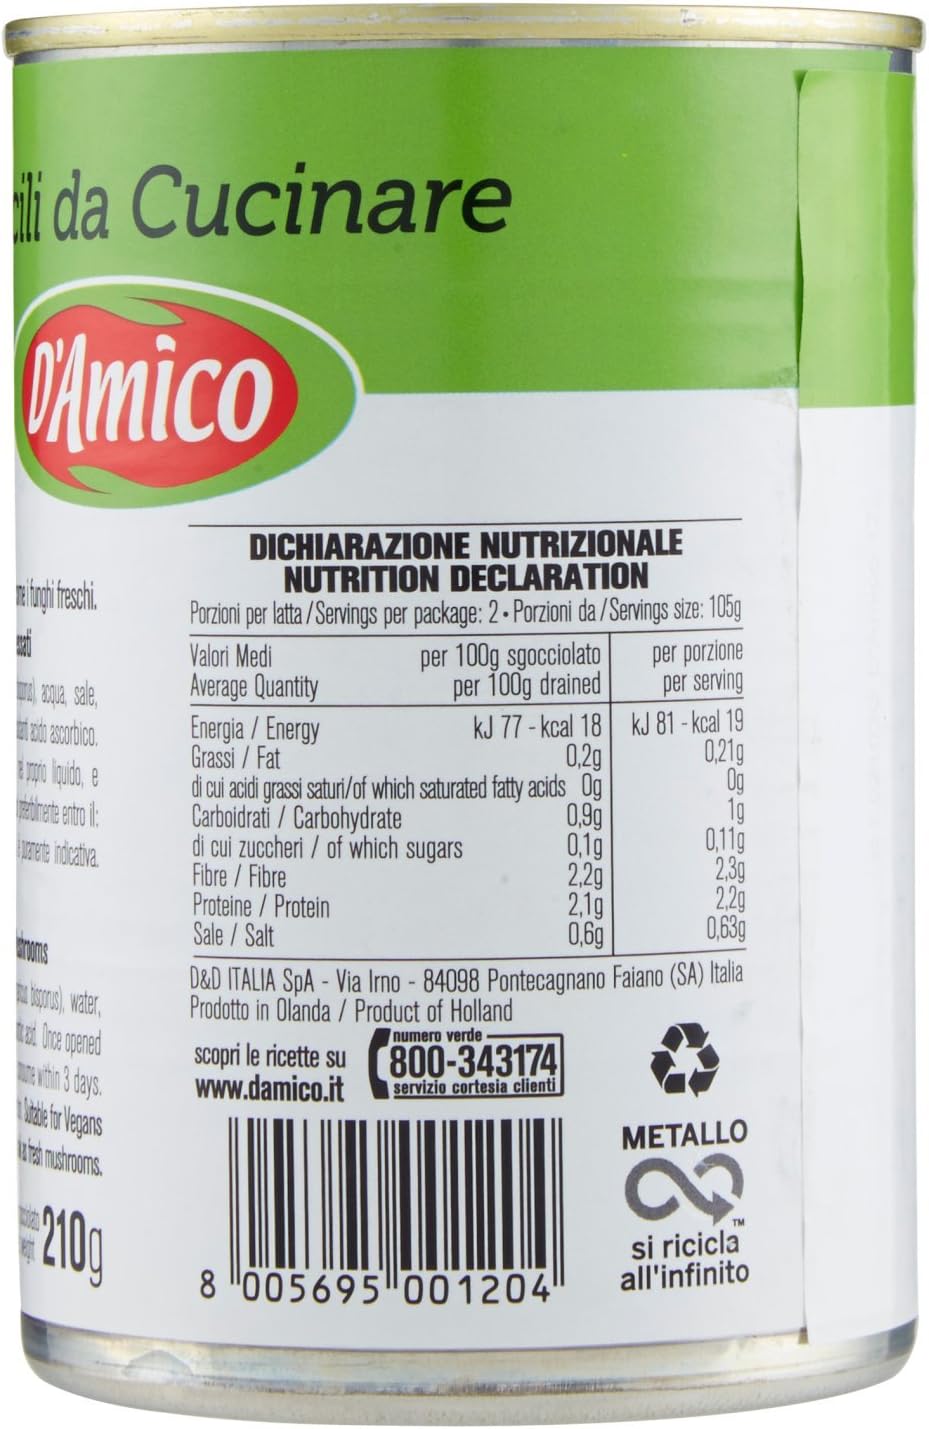 da Cucinare
D'Amico
i funghi freschi.
acqua, sale,
acido ascorbico.
proprio liquido, e
entro il:
indicativa.
bisporus), water,
acid. Once opened
within 3 days.
Suitable for Vegans
as fresh mushrooms.
210g
DICHIARAZIONE NUTRIZIONALE
NUTRITION DECLARATION
Porzioni per latta / Servings per package: 2 • Porzioni da / Servings size: 105g
Valori Medi per 100g sgocciolato per porzione
Average Quantity per 100g drained per serving
Energia / Energy kJ 77 - kcal 18 kJ 81 - kcal 19
Grassi / Fat 0,2g 0,21g
di cui acidi grassi saturi/of which saturated fatty acids 0g 0g
Carboidrati / Carbohydrate 0,9g 1g
di cui zuccheri / of which sugars 0,1g 0,11g
Fibre / Fibre 2,2g 2,3g
Proteine / Protein 2,1g 2,2g
Sale / Salt 0,6g 0,63g
D&D ITALIA SpA - Via Irno - 84098 Pontecagnano Faiano (SA) Italia
Prodotto in Olanda / Product of Holland
scopri le ricette su
www.damico.it
numero verde
800-343174
servizio cortesia clienti
8 005695 001204
METALLO
TM
si ricicla
all'infinito